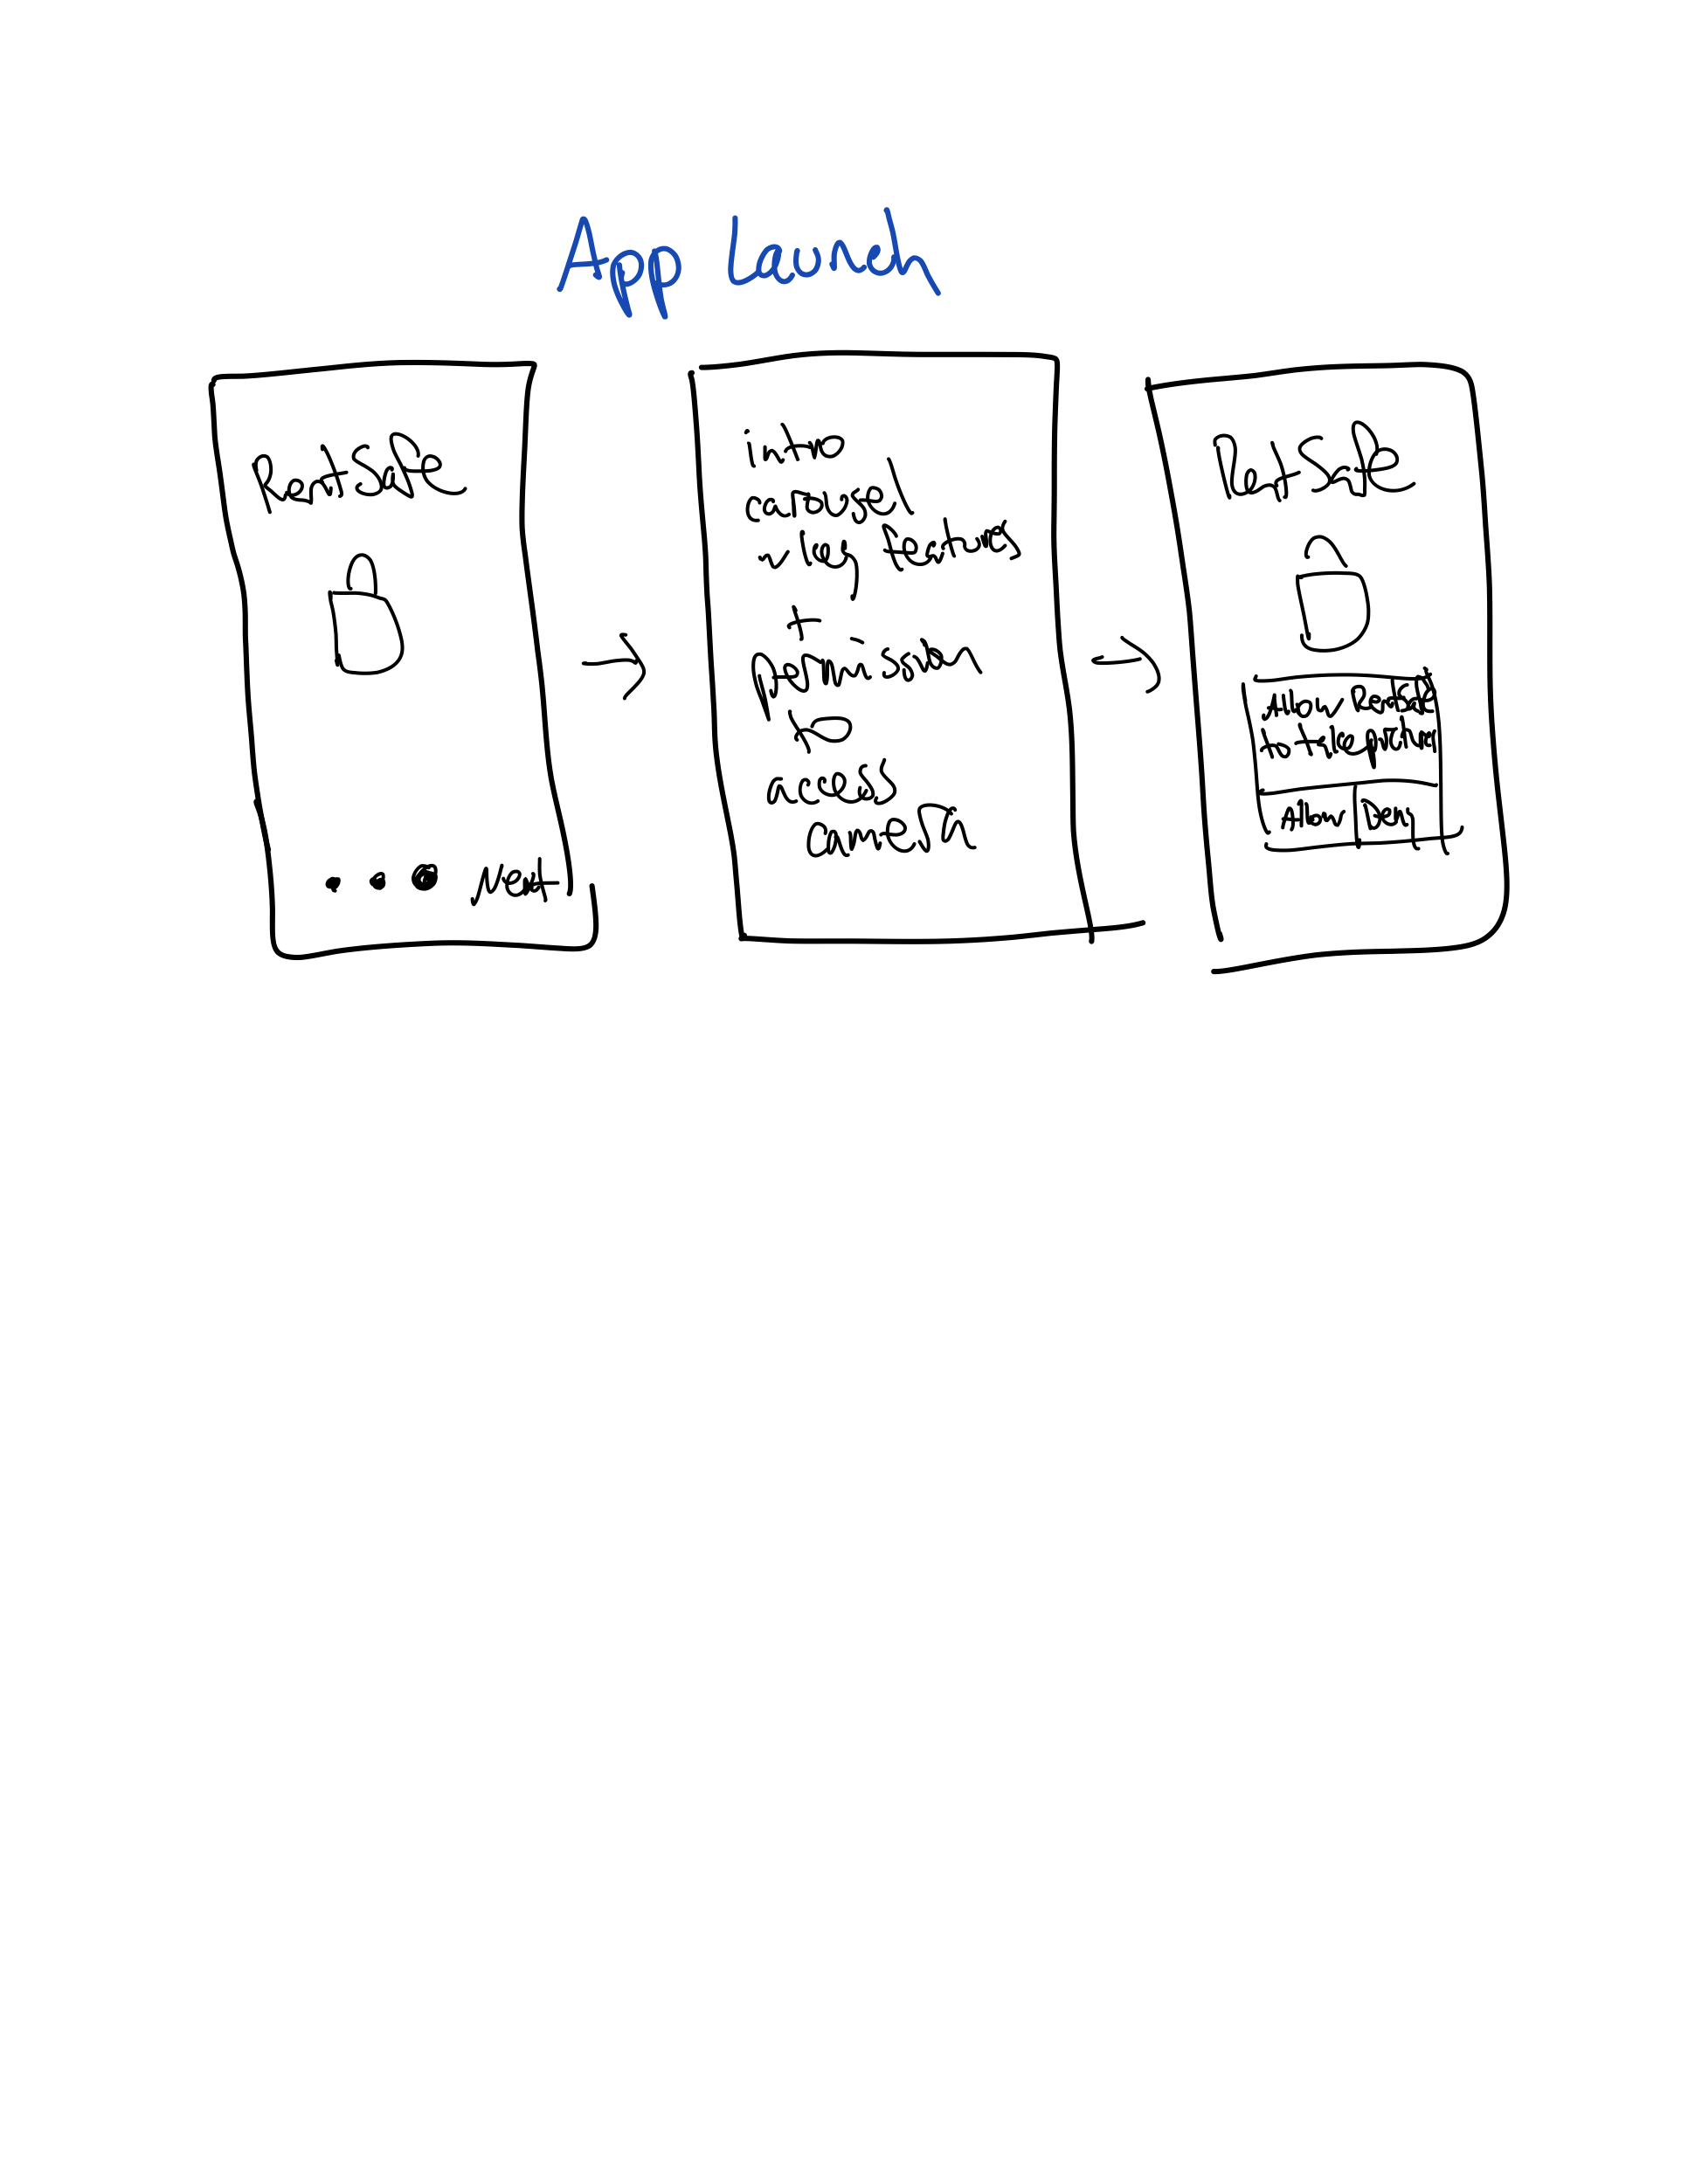 App Launch
RentSafe
Next
intro
carousel
w/ key features
+
permission
to
access
camera
RentSafe
Allow RentSafe
to take pictures
Allow Deny